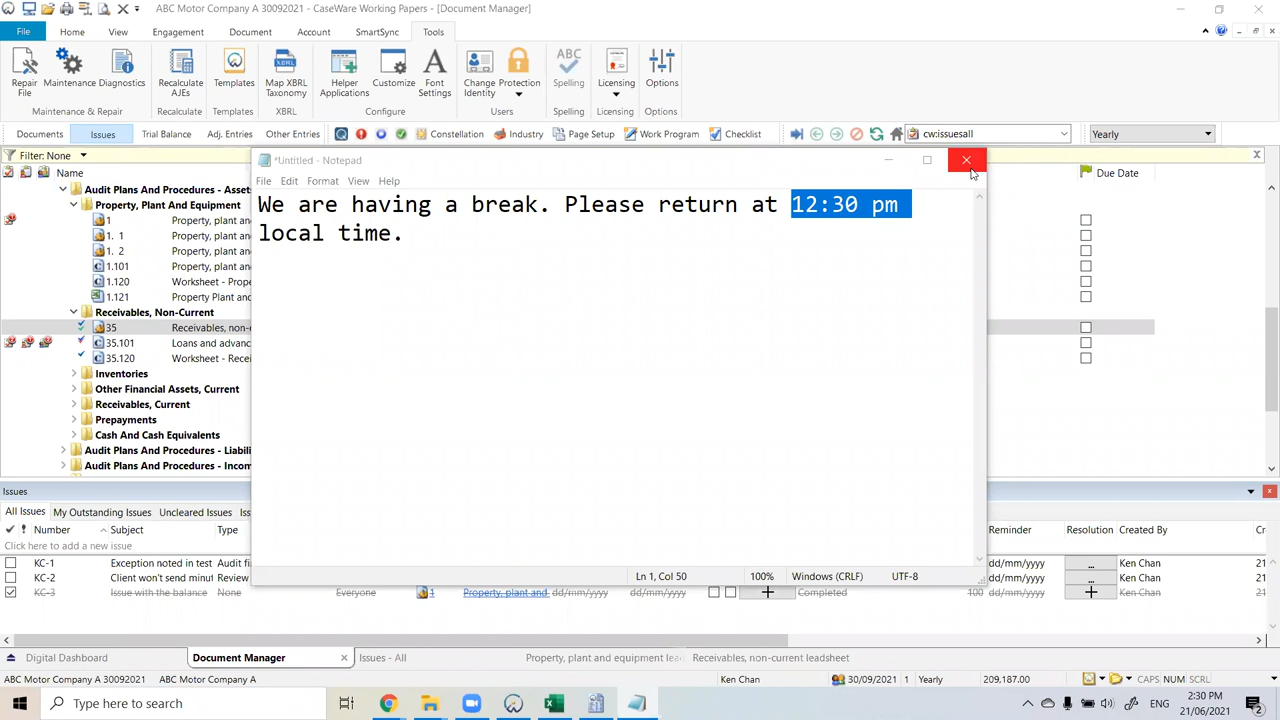 ABC Motor Company A 30092021 - CaseWare Working Papers - [Document Manager]
File Home View Engagement Document Account SmartSync Tools
Repair File Maintenance Diagnostics Recalculate AJEs Templates Map XBRL Taxonomy Helper Applications Customize Font Settings Change Identity Protection Spelling Licensing Options
Maintenance & Repair Recalculate Templates XBRL Configure Users Spelling Licensing Options
Documents Issues Trial Balance Adj. Entries Other Entries Constellation Industry Page Setup Work Program Checklist cw:issuesall Yearly
Filter: None
Name Due Date
*Untitled - Notepad
File Edit Format View Help
We are having a break. Please return at 12:30 pm
local time.
Audit Plans And Procedures - Assets
Property, Plant And Equipment
1 Property, plant an
1. 1 Property, plant an
1. 2 Property, plant an
1.101 Property, plant an
1.120 Worksheet - Prope
1.121 Property Plant and
Receivables, Non-Current
35 Receivables, non-c
35.101 Loans and advanc
35.120 Worksheet - Recei
Inventories
Other Financial Assets, Current
Receivables, Current
Prepayments
Cash And Cash Equivalents
Audit Plans And Procedures - Liabili
Audit Plans And Procedures - Incom
Ln 1, Col 50 100% Windows (CRLF) UTF-8
Issues
All Issues My Outstanding Issues Uncleared Issues Iss
Number Subject Type Reminder Resolution Created By Cr
Click here to add a new issue
KC-1 Exception noted in test Audit fi dd/mm/yyyy ... Ken Chan 21
KC-2 Client won't send minut Review dd/mm/yyyy ... Ken Chan 21
KC-3 Issue with the balance None Everyone 1 Property, plant and dd/mm/yyyy dd/mm/yyyy Completed 100 dd/mm/yyyy Ken Chan 21
Digital Dashboard Document Manager Issues - All Property, plant and equipment lea Receivables, non-current leadsheet
ABC Motor Company A 30092021 ABC Motor Company A Ken Chan 30/09/2021 1 Yearly 209,187.00 CAPS NUM SCRL
Type here to search
ENG 2:30 PM
21/06/2021
2